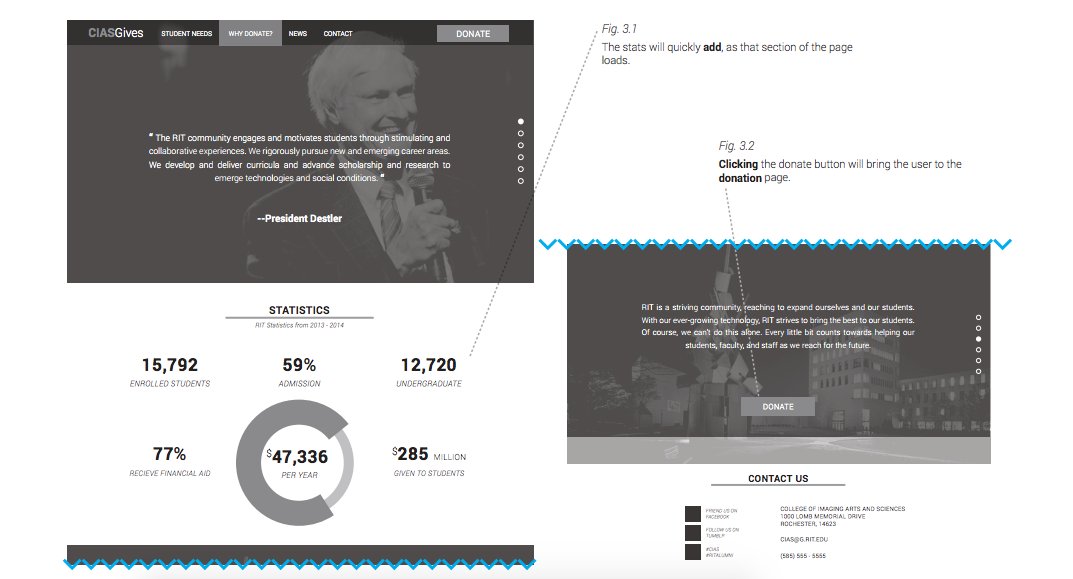 CIASGives STUDENT NEEDS WHY DONATE? NEWS CONTACT DONATE
“ The RIT community engages and motivates students through stimulating and
collaborative experiences. We rigorously pursue new and emerging career areas.
We develop and deliver curricula and advance scholarship and research to
emerge technologies and social conditions. “
--President Destler
STATISTICS
RIT Statistics from 2013 - 2014
15,792
ENROLLED STUDENTS
59%
ADMISSION
12,720
UNDERGRADUATE
77%
RECIEVE FINANCIAL AID
$47,336
PER YEAR
$285 MILLION
GIVEN TO STUDENTS
Fig. 3.1
The stats will quickly add, as that section of the page
loads.
Fig. 3.2
Clicking the donate button will bring the user to the
donation page.
RIT is a striving community, reaching to expand ourselves and our students.
With our ever-growing technology, RIT strives to bring the best to our students.
Of course, we can't do this alone. Every little bit counts towards helping our
students, faculty, and staff as we reach for the future.
DONATE
CONTACT US
FRIEND US ON
FACEBOOK
FOLLOW US ON
TUMBLR
#CIAS
#RITALUMNI
COLLEGE OF IMAGING ARTS AND SCIENCES
1000 LOMB MEMORIAL DRIVE
ROCHESTER, 14623
CIAS@G.RIT.EDU
(585) 555 - 5555